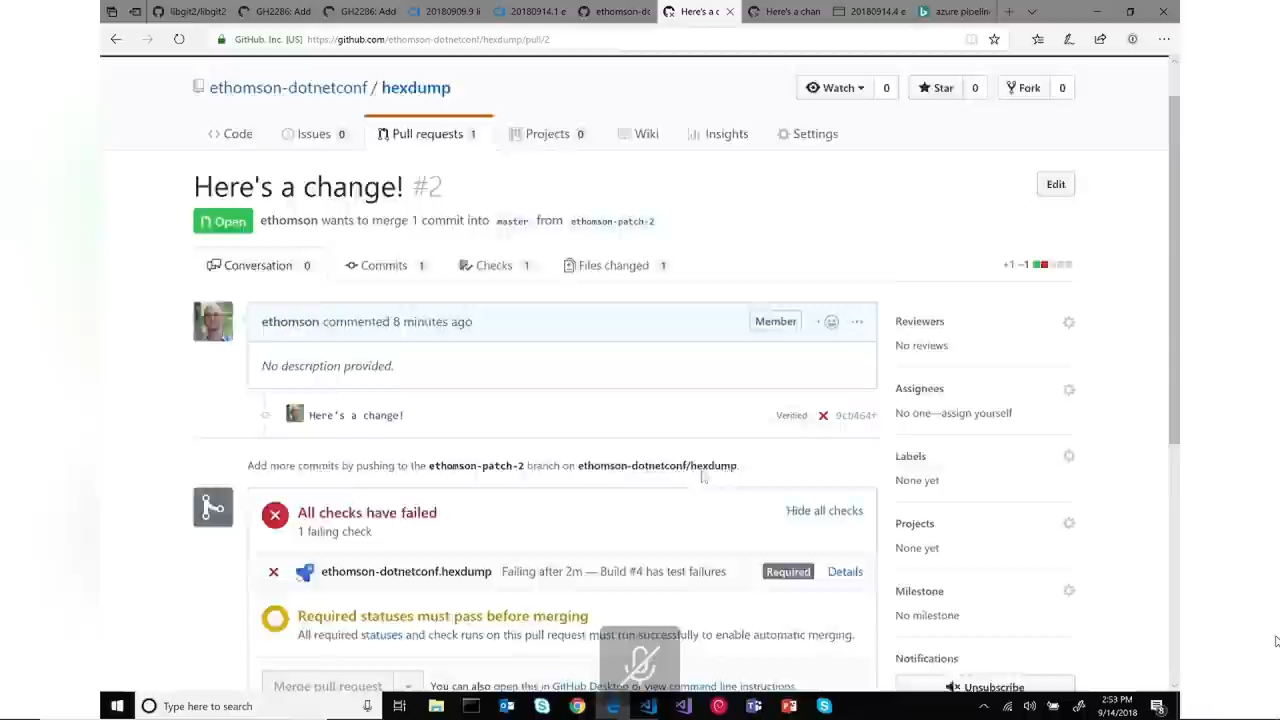 libgit2/libgit2:
GH2286: Add
GH2286: Add
20180909.9 li
20180914.5 e
ethomson-do
Here's a c
Here's a chan
20180914.4 e
azure pipeline
GitHub, Inc. [US] https://github.com/ethomson-dotnetconf/hexdump/pull/2
ethomson-dotnetconf / hexdump
Watch 0
Star 0
Fork 0
Code
Issues 0
Pull requests 1
Projects 0
Wiki
Insights
Settings
Here's a change! #2
Edit
Open
ethomson wants to merge 1 commit into master from ethomson-patch-2
Conversation 0
Commits 1
Checks 1
Files changed 1
+1 −1
ethomson commented 8 minutes ago
Member
No description provided.
Here's a change!
Verified
Add more commits by pushing to the ethomson-patch-2 branch on ethomson-dotnetconf/hexdump.
All checks have failed
Hide all checks
1 failing check
ethomson-dotnetconf.hexdump Failing after 2m — Build #4 has test failures
Required
Details
Required statuses must pass before merging
All required statuses and check runs on this pull request must run successfully to enable automatic merging.
Merge pull request
You can also open this in GitHub Desktop or view command line instructions.
Reviewers
No reviews
Assignees
No one—assign yourself
Labels
None yet
Projects
None yet
Milestone
No milestone
Notifications
Unsubscribe
Type here to search
2:53 PM
9/14/2018
8